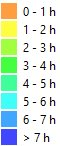 0 - 1 h
1 - 2 h
2 - 3 h
3 - 4 h
4 - 5 h
5 - 6 h
6 - 7 h
> 7 h